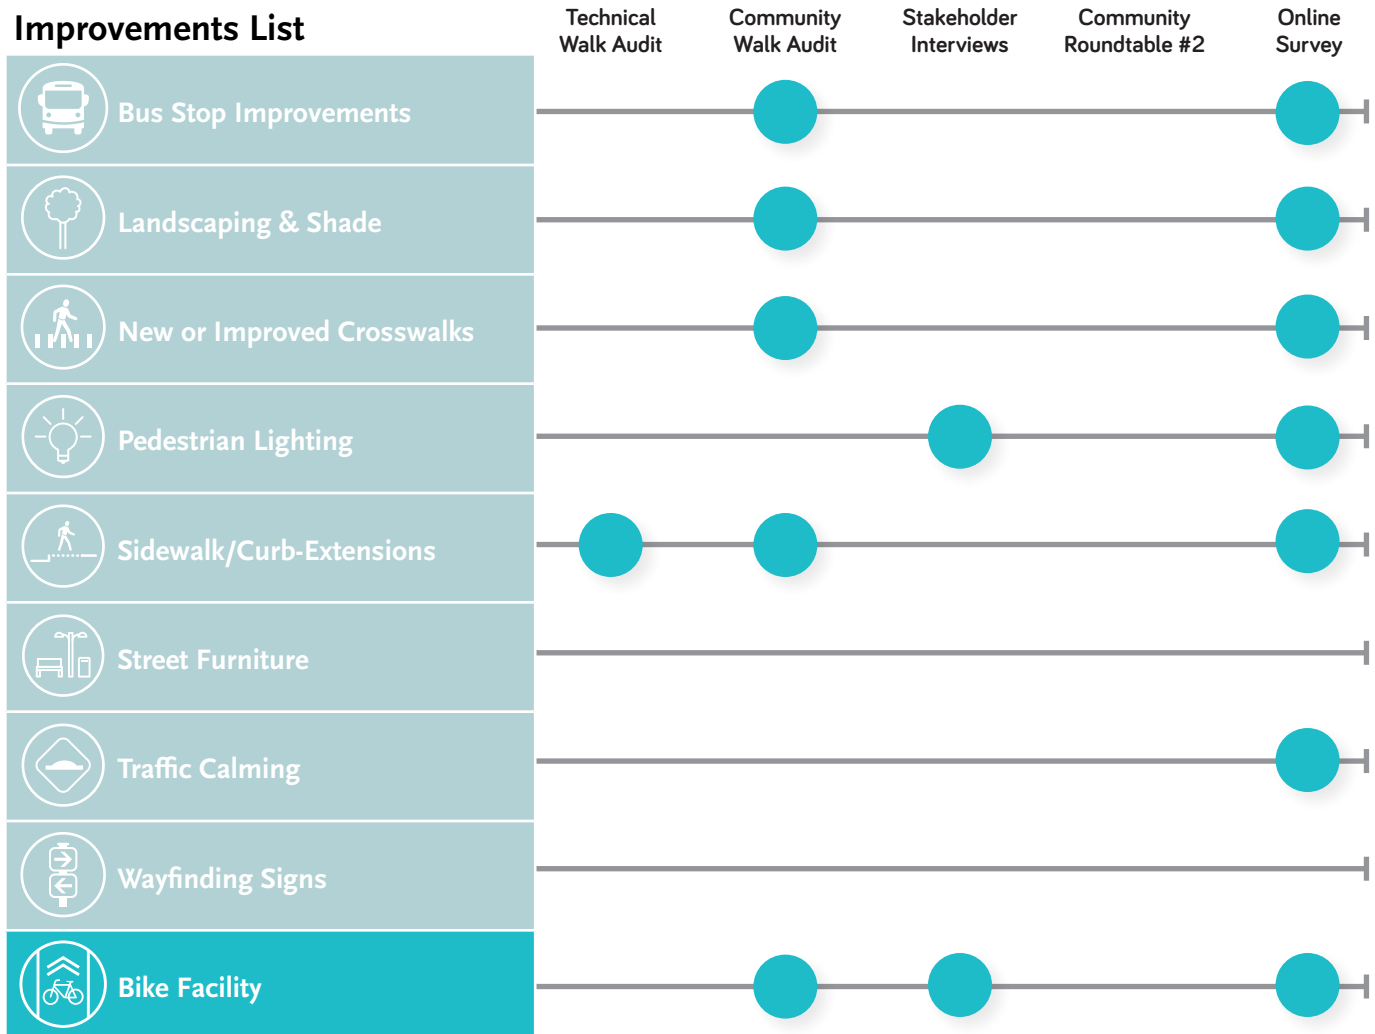 Improvements List
Technical
Walk Audit
Community
Walk Audit
Stakeholder
Interviews
Community
Roundtable #2
Online
Survey
Bus Stop Improvements
Landscaping & Shade
New or Improved Crosswalks
Pedestrian Lighting
Sidewalk/Curb-Extensions
Street Furniture
Traffic Calming
Wayfinding Signs
Bike Facility